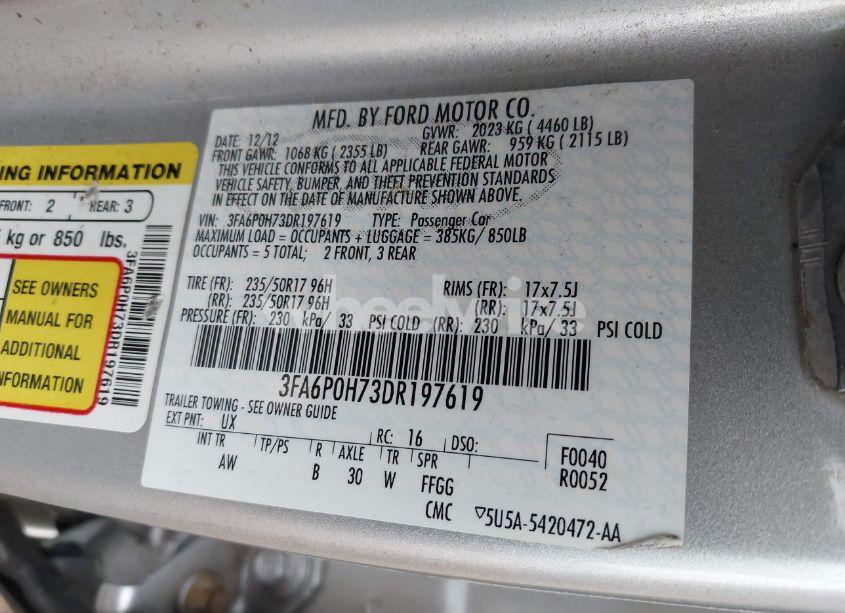 MFD. BY FORD MOTOR CO.
DATE: 12/12 GVWR: 2023 KG ( 4460 LB)
FRONT GAWR: 1068 KG ( 2355 LB) REAR GAWR: 959 KG ( 2115 LB)
THIS VEHICLE CONFORMS TO ALL APPLICABLE FEDERAL MOTOR
VEHICLE SAFETY, BUMPER, AND THEFT PREVENTION STANDARDS
IN EFFECT ON THE DATE OF MANUFACTURE SHOWN ABOVE.
VIN: 3FA6P0H73DR197619 TYPE: Passenger Car
MAXIMUM LOAD = OCCUPANTS + LUGGAGE = 385KG/ 850LB
OCCUPANTS = 5 TOTAL; 2 FRONT, 3 REAR
TIRE (FR): 235/50R17 96H RIMS (FR): 17x7.5J
(RR): 235/50R17 96H (RR): 17x7.5J
PRESSURE (FR): 230 kPa/ 33 PSI COLD (RR): 230 kPa/ 33 PSI COLD
3FA6P0H73DR197619
TRAILER TOWING - SEE OWNER GUIDE
EXT PNT: UX RC: 16 DSO: F0040
INT TR TP/PS R AXLE TR SPR R0052
AW B 30 W FFGG
CMC ▽5U5A-5420472-AA
ING INFORMATION
FRONT: 2 REAR: 3
kg or 850 lbs.
SEE OWNERS
MANUAL FOR
ADDITIONAL
INFORMATION
3FA6P0H73DR197619